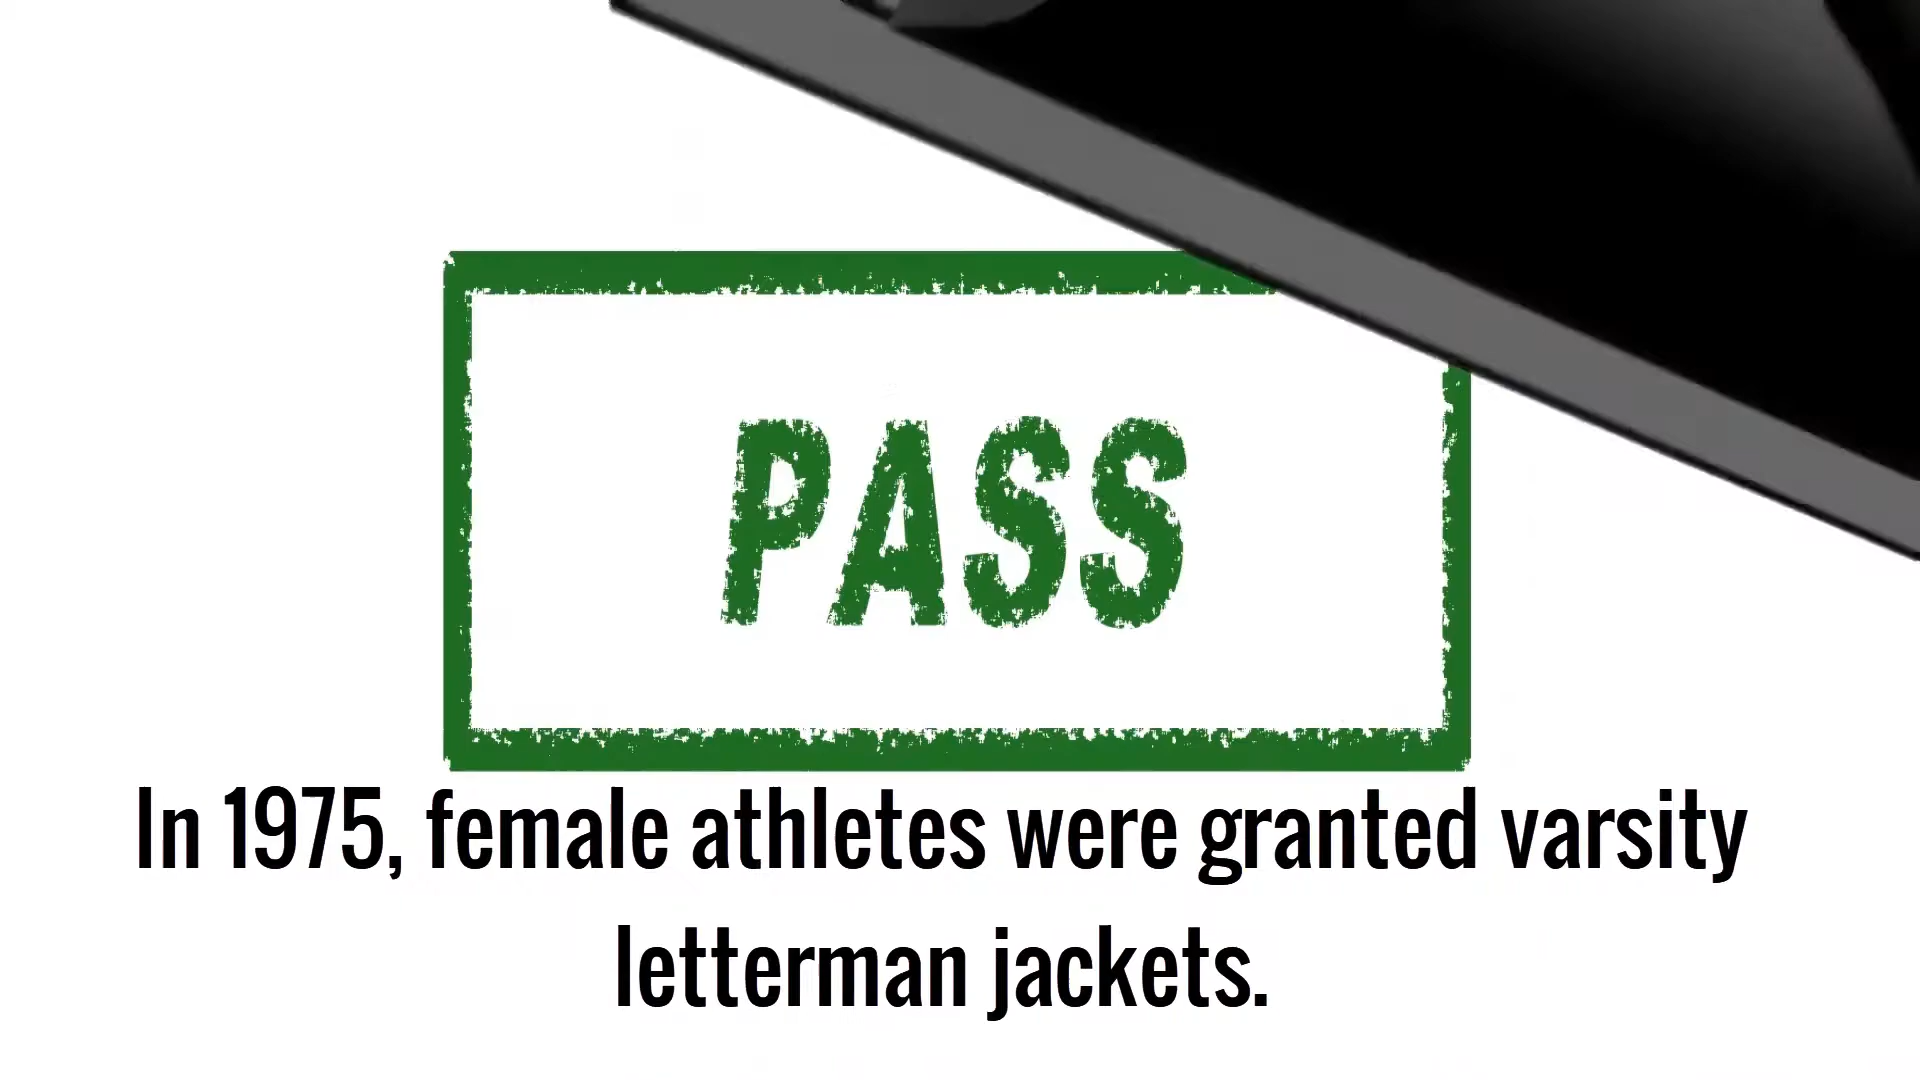 PASS
In 1975, female athletes were granted varsity
letterman jackets.